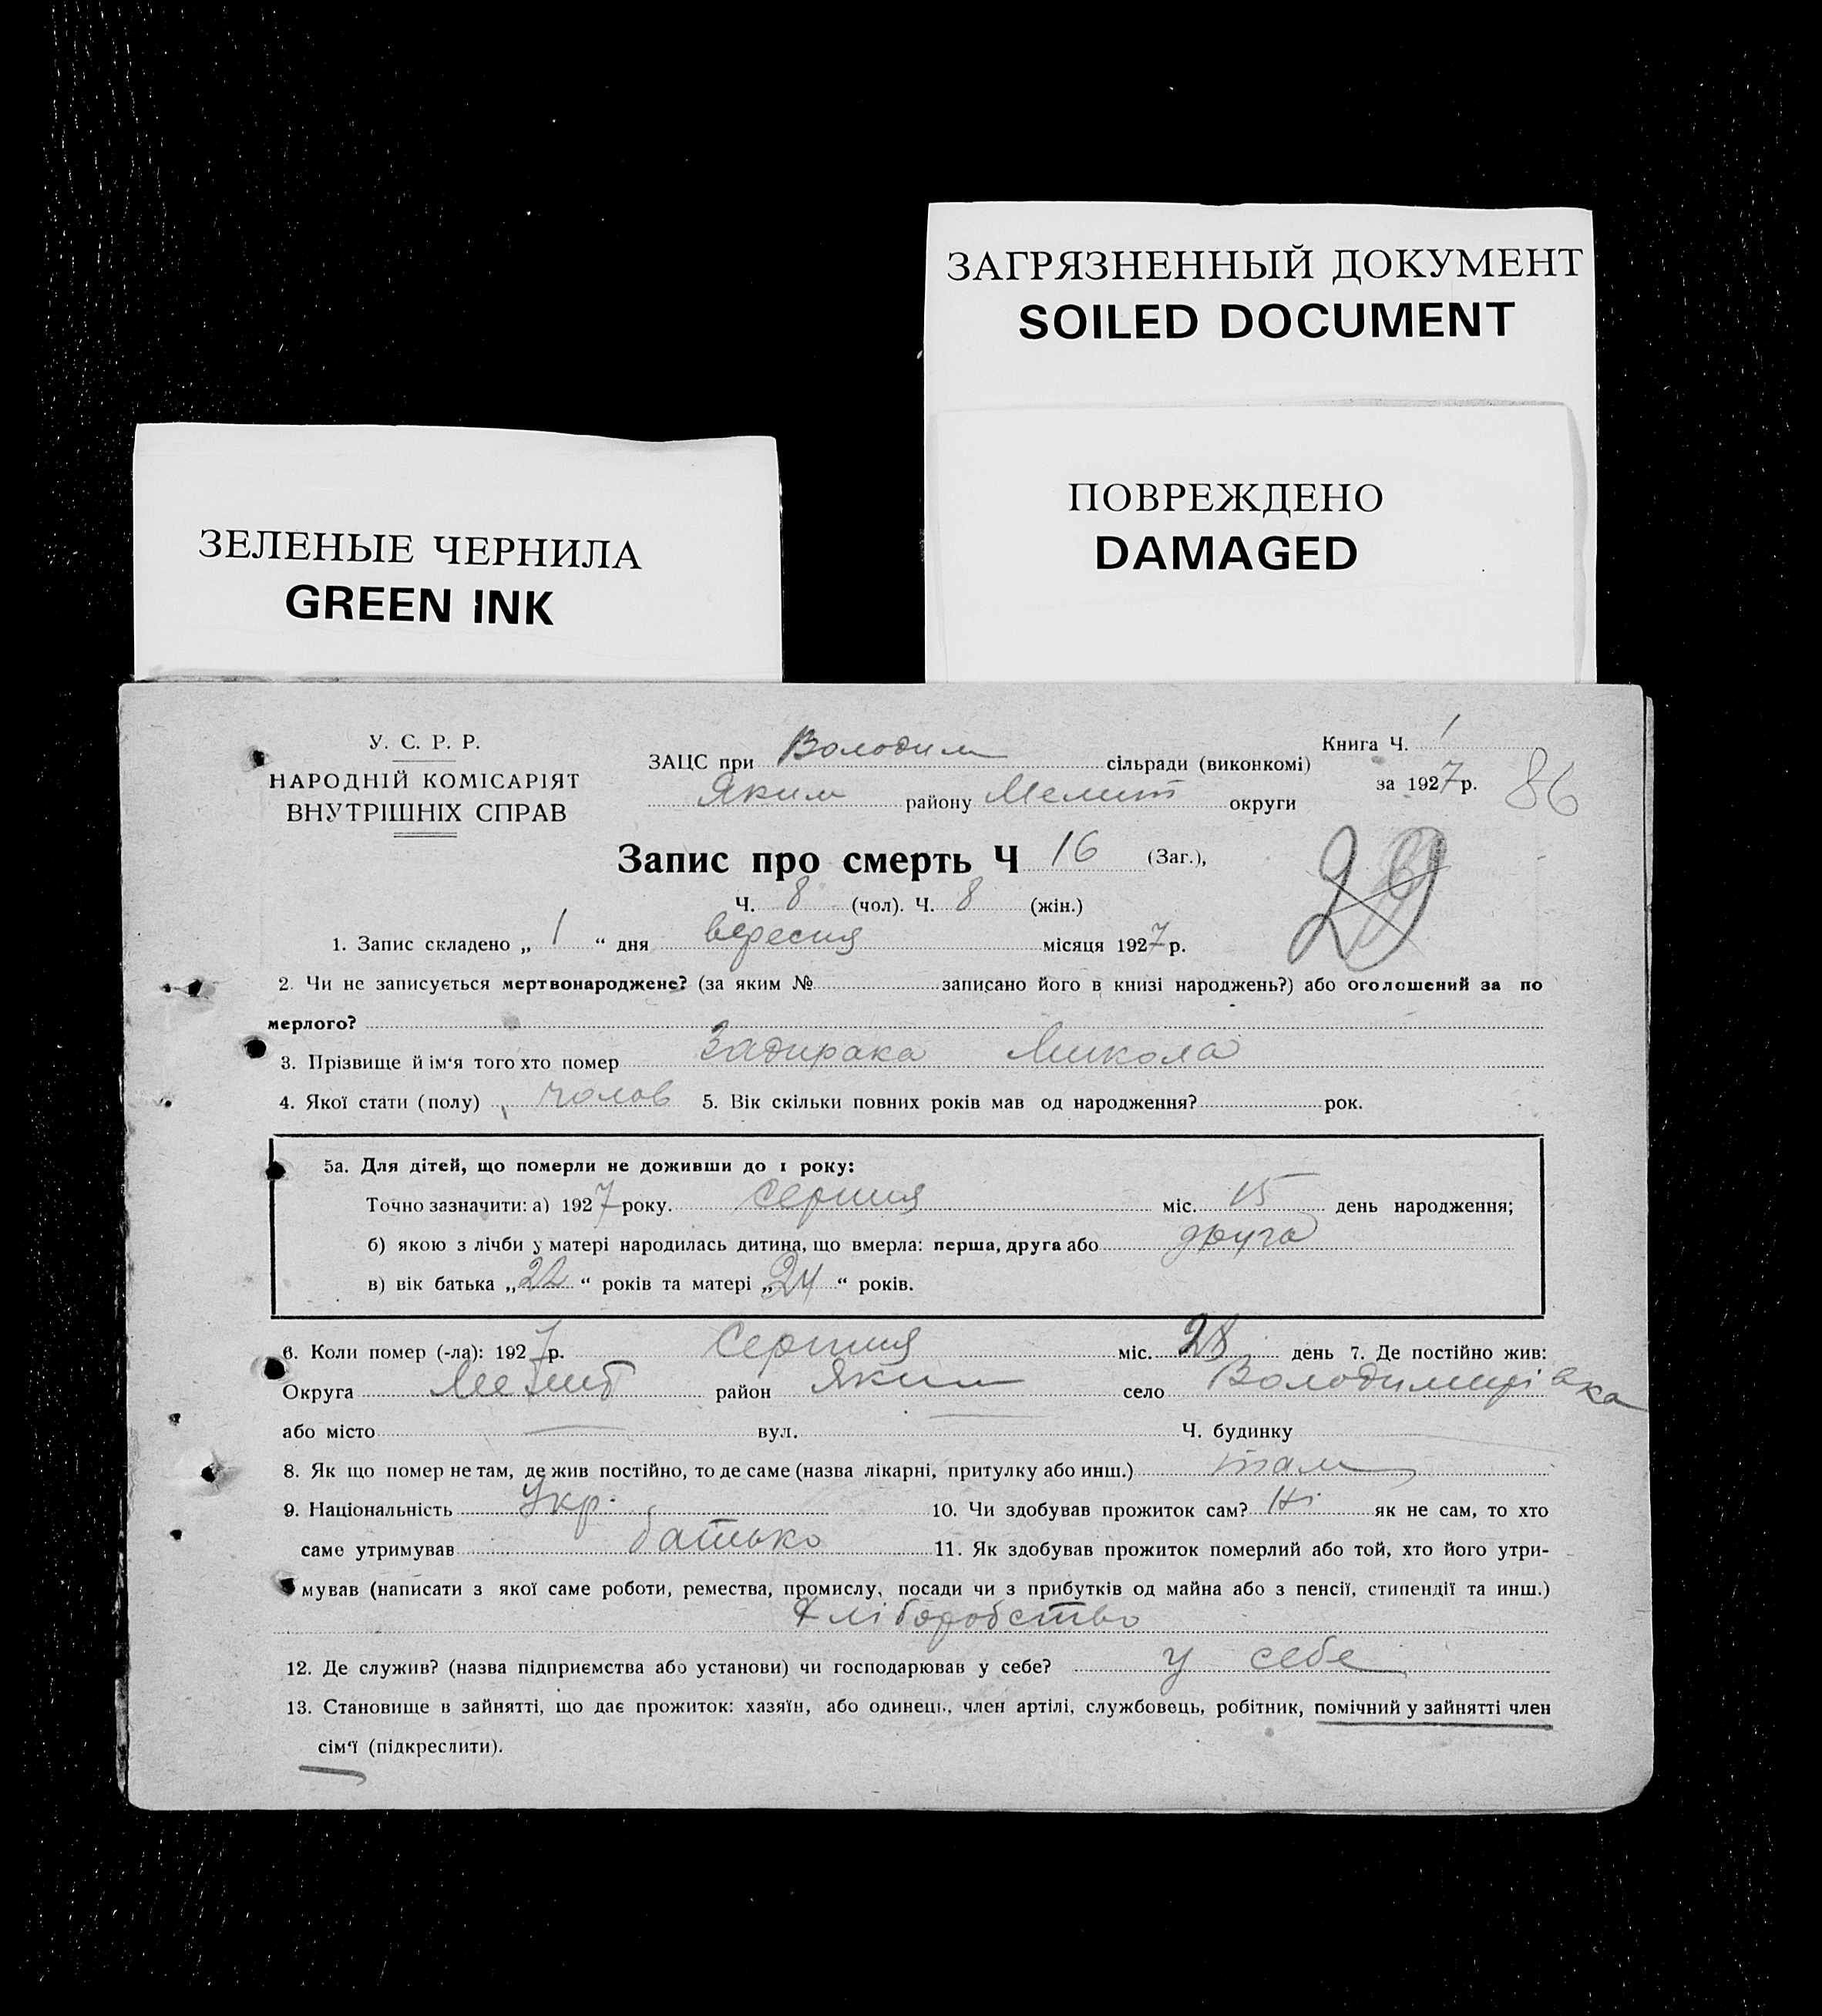 ЗАГРЯЗНЕННЫЙ ДОКУМЕНТ
SOILED DOCUMENT
ПОВРЕЖДЕНО
DAMAGED
ЗЕЛЕНЫЕ ЧЕРНИЛА
GREEN INK
У. С. Р. Р.
НАРОДНІЙ КОМІСАРІЯТ
ВНУТРІШНІХ СПРАВ
ЗАЦС при Володим сільради (виконкомі)
Яким району Мелит округи
Книга Ч. 1
за 1927 р.
86
Запис про смерть Ч 16 (Заг.),
29
Ч. 8 (чол). Ч. 8 (жін.)
1. Запис складено „ 1 “ дня вересня місяця 1927 р.
2. Чи не записується мертвонароджене? (за яким № записано його в книзі народжень?) або оголошений за по
мерлого?
3. Прізвище й ім'я того хто помер Задирака Микола
4. Якої стати (полу) чолов 5. Вік скільки повних років мав од народження? рок.
5а. Для дітей, що померли не доживши до 1 року:
Точно зазначити: а) 1927 року. серпня міс. 15 день народження;
б) якою з лічби у матері народилась дитина, що вмерла: перша, друга або друга
в) вік батька „22“ років та матері „24“ років.
6. Коли помер (-ла): 1927 р. серпня міс. 28 день 7. Де постійно жив:
Округа Мелит район Яким село Володимирівка
або місто — вул. — Ч. будинку
8. Як що помер не там, де жив постійно, то де саме (назва лікарні, притулку або инш.) там
9. Національність Укр. 10. Чи здобував прожиток сам? Ні як не сам, то хто
саме утримував батько 11. Як здобував прожиток померлий або той, хто його утри-
мував (написати з якої саме роботи, ремества, промислу, посади чи з прибутків од майна або з пенсії, стипендії та инш.)
Хліборобство
12. Де служив? (назва підприємства або установи) чи господарював у себе? у себе
13. Становище в зайнятті, що дає прожиток: хазяїн, або одинець, член артілі, службовець, робітник, помічний у зайнятті член
сім'ї (підкреслити).